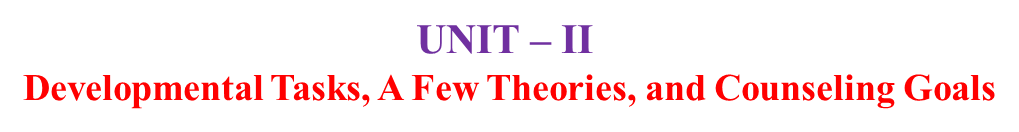 UNIT – II
Developmental Tasks, A Few Theories, and Counseling Goals